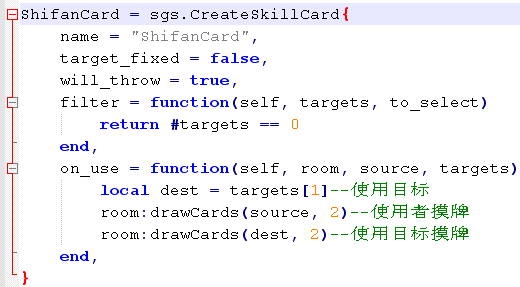 ShifanCard = sgs.CreateSkillCard{
name = "ShifanCard",
target_fixed = false,
will_throw = true,
filter = function(self, targets, to_select)
return #targets == 0
end,
on_use = function(self, room, source, targets)
local dest = targets[1]--使用目标
room:drawCards(source, 2)--使用者摸牌
room:drawCards(dest, 2)--使用目标摸牌
end,
}